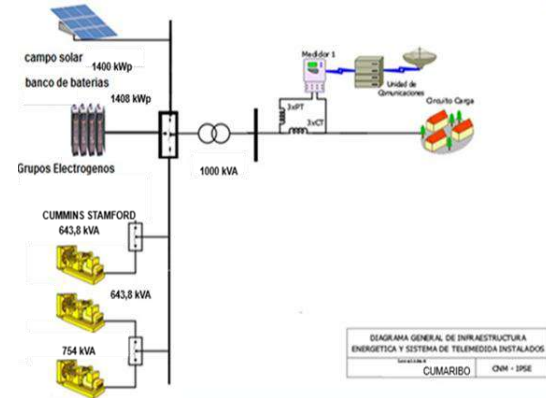 campo solar
1400 kWp
banco de baterias
1408 kWp
Grupos Electrogenos
CUMMINS STAMFORD
643,8 kVA
643,8 kVA
754 kVA
1000 kVA
Medidor 1
3xPT
3xCT
Unidad de
Comunicaciones
Circuito Carga
DIAGRAMA GENERAL DE INFRAESTRUCTURA
ENERGETICA Y SISTEMA DE TELEMEDIDA INSTALADOS
CUMARIBO
CNM - IPSE